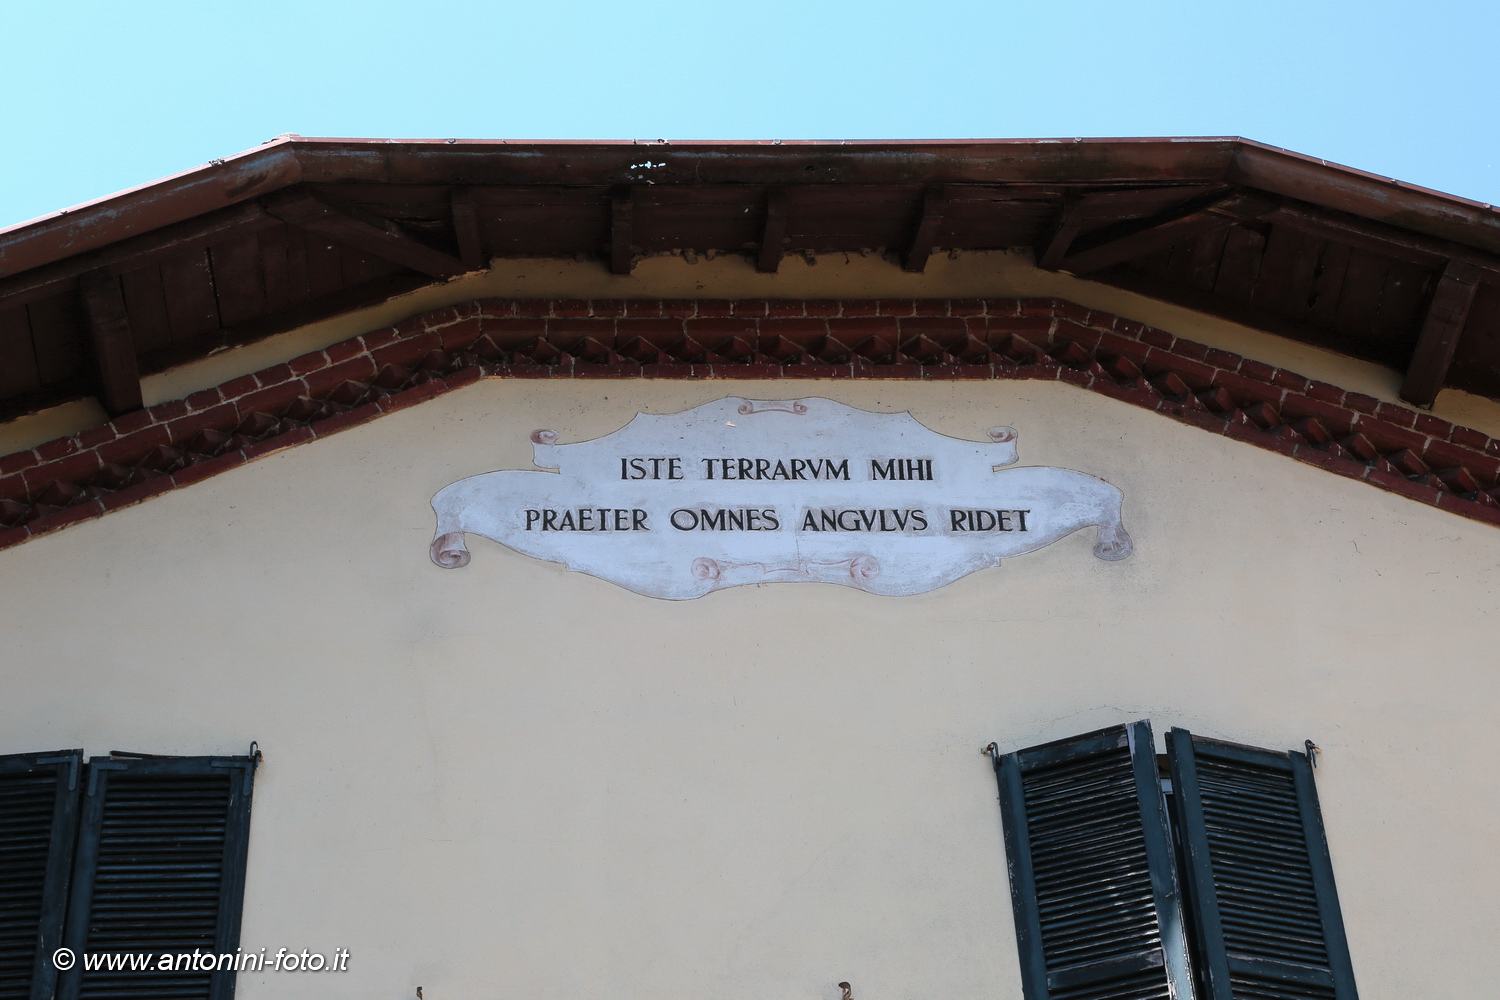 ISTE TERRARVM MIHI
PRAETER OMNES ANGVLVS RIDET
© www.antonini-foto.it